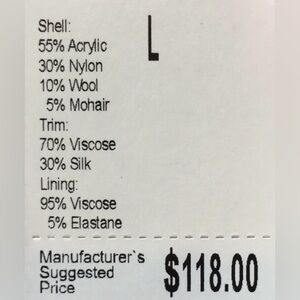 Shell:
L
55% Acrylic
30% Nylon
10% Wool
5% Mohair
Trim:
70% Viscose
30% Silk
Lining:
95% Viscose
5% Elastane
Manufacturer`s
Suggested
Price
$118.00